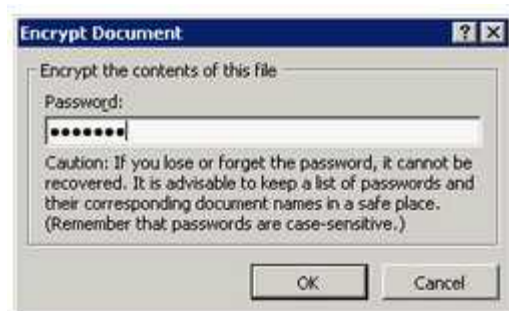 Encrypt Document
? ×
Encrypt the contents of this file
Password:
•••••••
Caution: If you lose or forget the password, it cannot be
recovered. It is advisable to keep a list of passwords and
their corresponding document names in a safe place.
(Remember that passwords are case-sensitive.)
OK Cancel